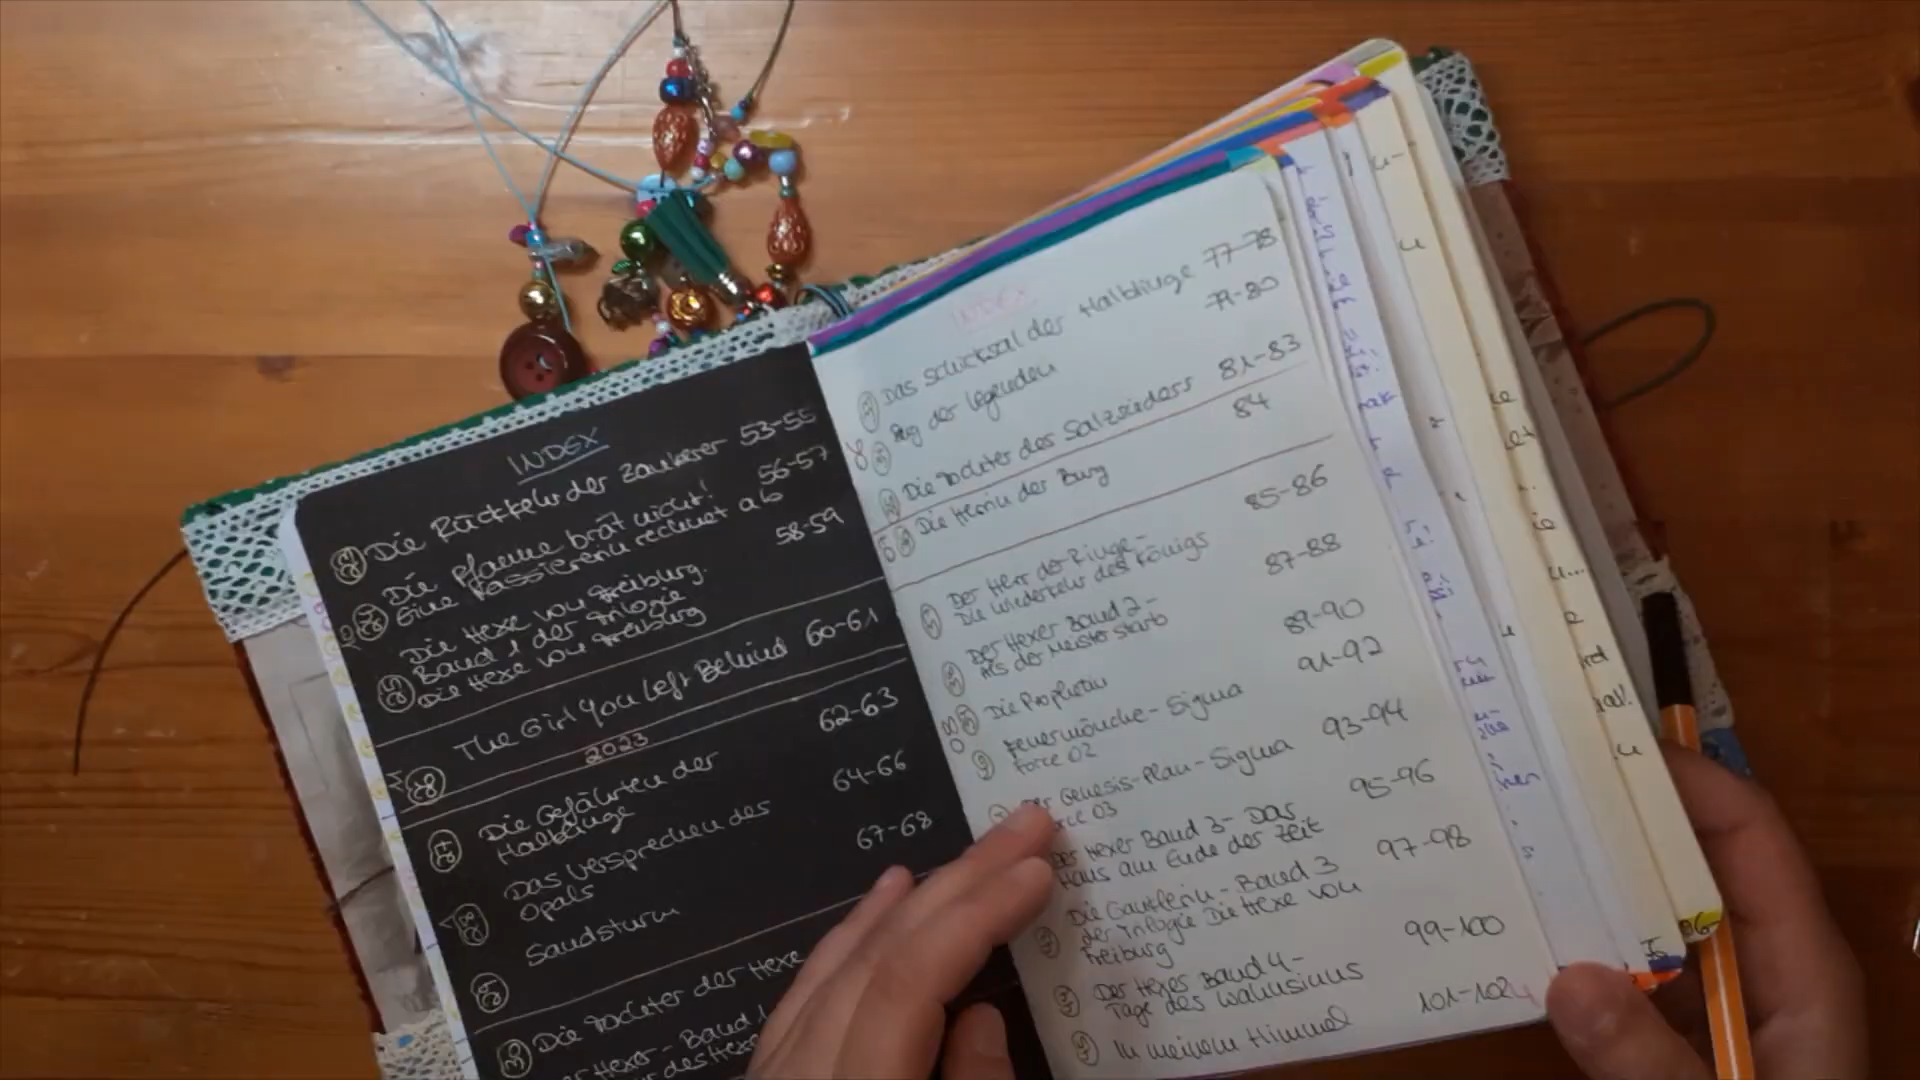 INDEX
Die Rückkehr der Zauberer 53-55
Die Pfanne brät nicht! 56-57
Eine Kassiererin rechnet ab
Die Hexe von Freiburg. 58-59
Band 1 der Trilogie
Die Hexe von Freiburg
The Girl You Left Behind 60-61
2023
Die Gefährten der 62-63
Halblinge
Das Versprechen des 64-66
Opals
Sandsturm 67-68
Die Tochter der Hexe
Hexer - Band 1
INDEX
Das Schicksal der Halblinge 77-78
Tag der Legenden 79-80
Die Tochter des Salzsieders 81-83
Die Herrin der Burg 84
Der Herr der Ringe - 85-86
Die Wiederkehr des Königs
Der Hexer Band 2 - 87-88
Als der Meister starb
Die Prophetin 89-90
Feuermönche - Sigma 91-92
Force 02
Der Genesis-Plan - Sigma 93-94
03
Der Hexer Band 3 - Das 95-96
Haus am Ende der Zeit
Die Gauklerin - Band 3 97-98
der Trilogie Die Hexe von
Freiburg
Der Hexer Band 4 - 99-100
Tage des Wahnsinns
In meinem Himmel 101-102